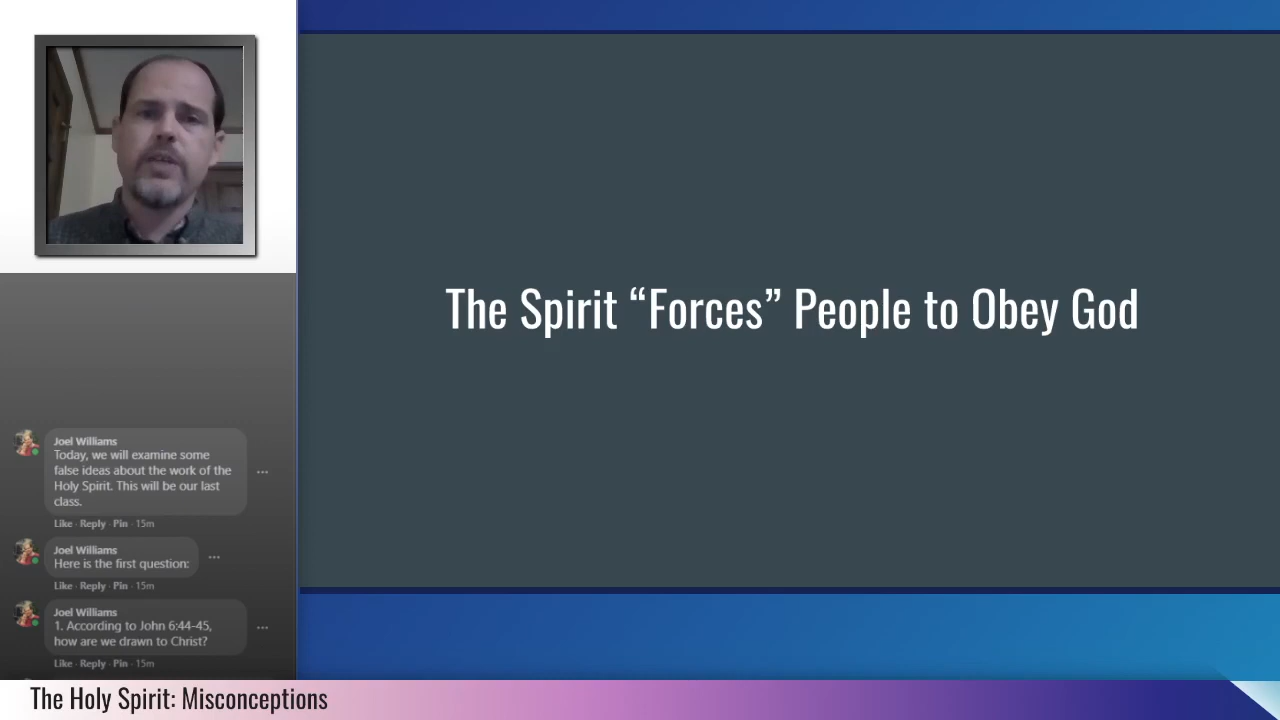 The Spirit “Forces” People to Obey God
Joel Williams
Today, we will examine some
false ideas about the work of the
Holy Spirit. This will be our last
class.
Like · Reply · Pin · 15m
Joel Williams
Here is the first question:
Like · Reply · Pin · 15m
Joel Williams
1. According to John 6:44-45,
how are we drawn to Christ?
Like · Reply · Pin · 15m
The Holy Spirit: Misconceptions